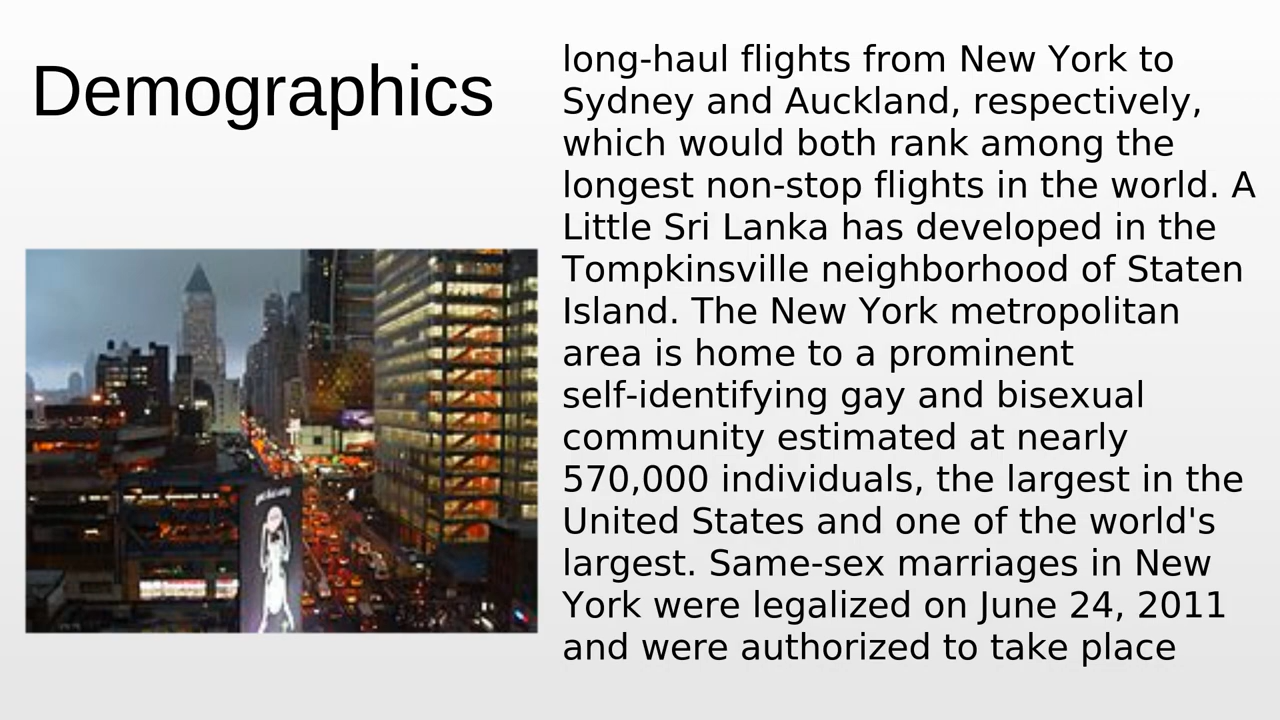 Demographics
long-haul flights from New York to
Sydney and Auckland, respectively,
which would both rank among the
longest non-stop flights in the world. A
Little Sri Lanka has developed in the
Tompkinsville neighborhood of Staten
Island. The New York metropolitan
area is home to a prominent
self-identifying gay and bisexual
community estimated at nearly
570,000 individuals, the largest in the
United States and one of the world's
largest. Same-sex marriages in New
York were legalized on June 24, 2011
and were authorized to take place